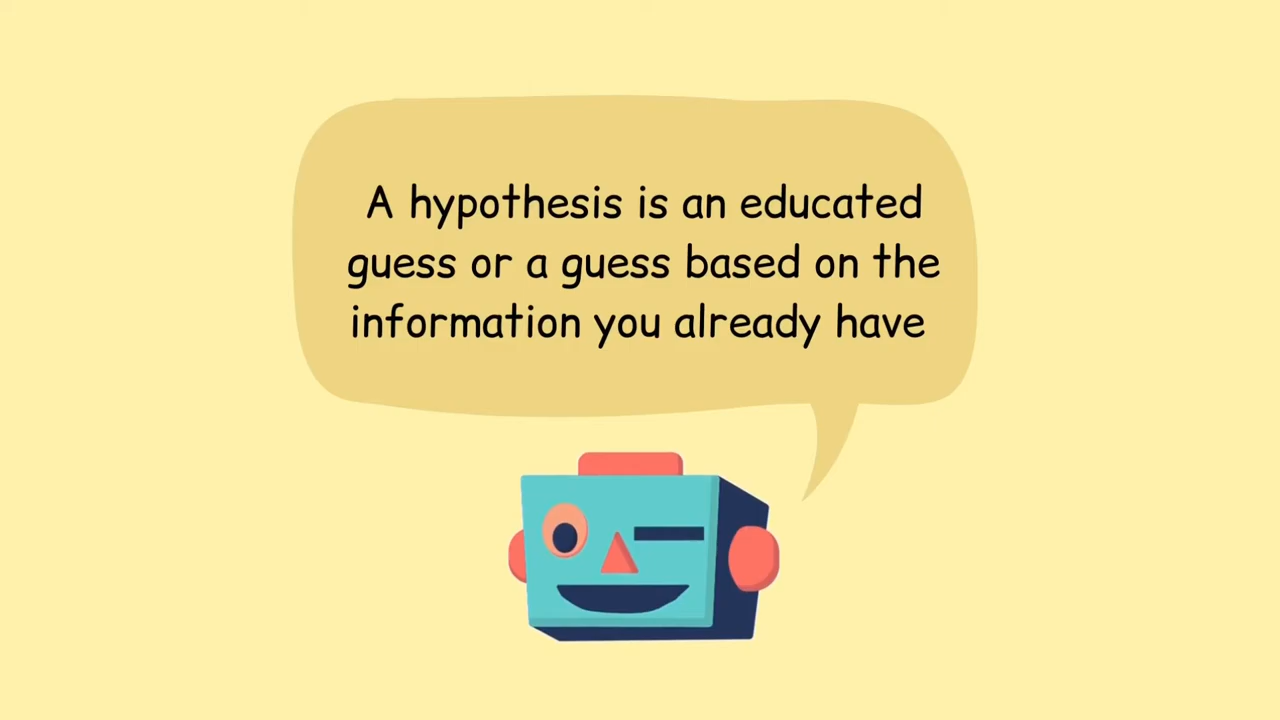 A hypothesis is an educated
guess or a guess based on the
information you already have